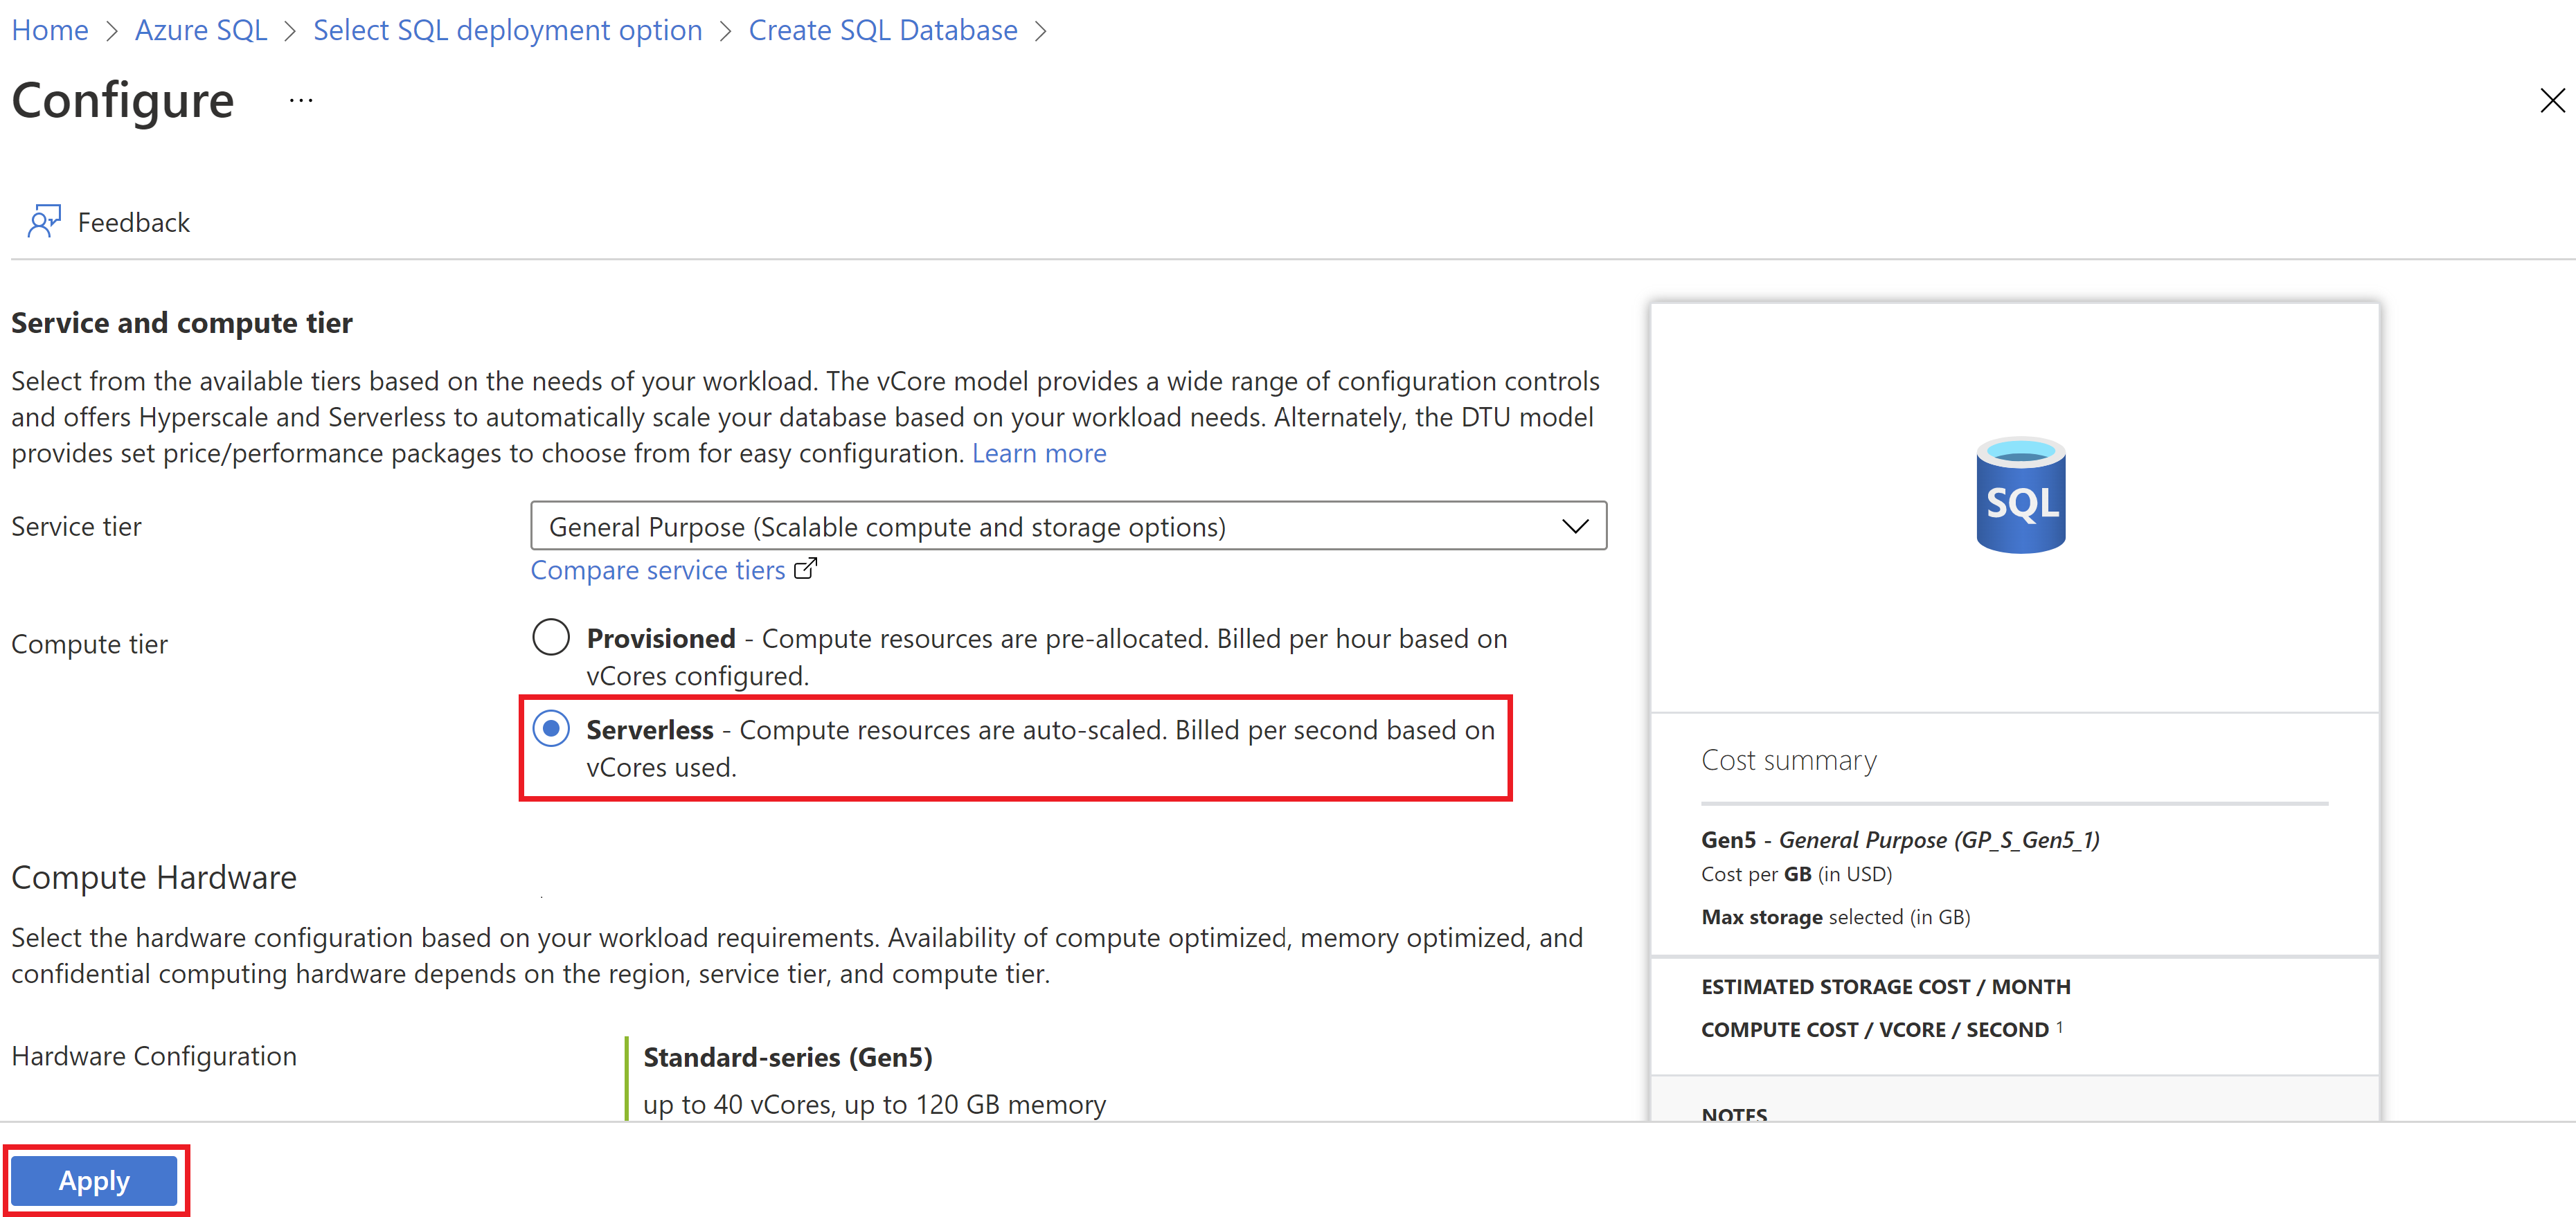 Home > Azure SQL > Select SQL deployment option > Create SQL Database >
Configure ...
Feedback
Service and compute tier
Select from the available tiers based on the needs of your workload. The vCore model provides a wide range of configuration controls
and offers Hyperscale and Serverless to automatically scale your database based on your workload needs. Alternately, the DTU model
provides set price/performance packages to choose from for easy configuration. Learn more
Service tier
General Purpose (Scalable compute and storage options)
Compare service tiers
Compute tier
Provisioned - Compute resources are pre-allocated. Billed per hour based on
vCores configured.
Serverless - Compute resources are auto-scaled. Billed per second based on
vCores used.
Compute Hardware
Select the hardware configuration based on your workload requirements. Availability of compute optimized, memory optimized, and
confidential computing hardware depends on the region, service tier, and compute tier.
Hardware Configuration
Standard-series (Gen5)
up to 40 vCores, up to 120 GB memory
Apply
SQL
Cost summary
Gen5 - General Purpose (GP_S_Gen5_1)
Cost per GB (in USD)
Max storage selected (in GB)
ESTIMATED STORAGE COST / MONTH
COMPUTE COST / VCORE / SECOND 1
NOTES